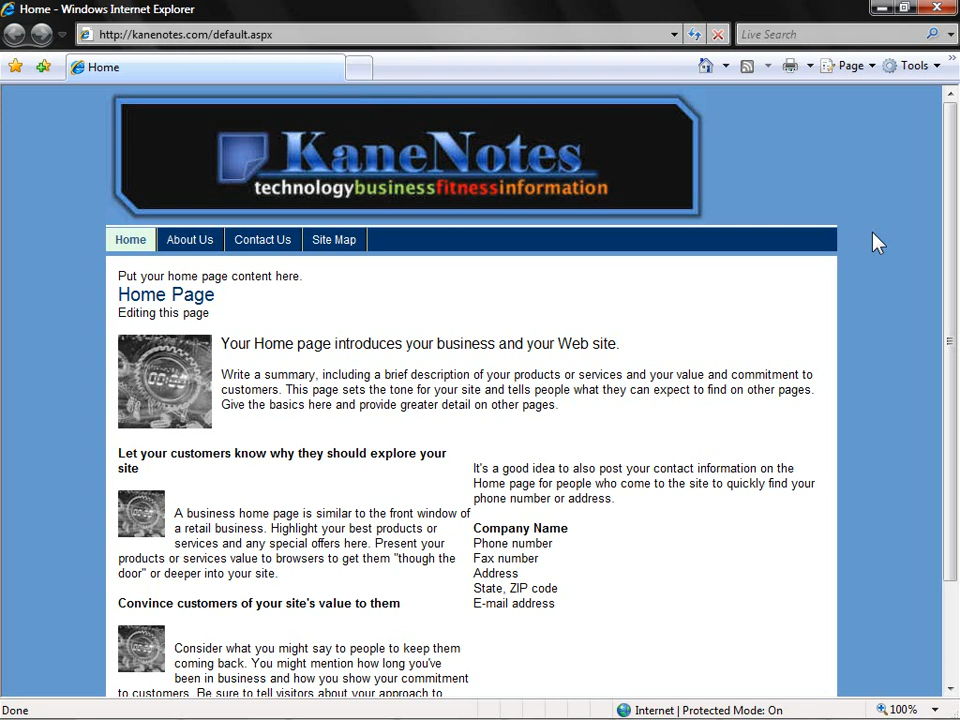 Home - Windows Internet Explorer
http://kanenotes.com/default.aspx
Live Search
Home
Page
Tools
KaneNotes
technologybusinessfitnessinformation
Home About Us Contact Us Site Map
Put your home page content here.
Home Page
Editing this page
Your Home page introduces your business and your Web site.
Write a summary, including a brief description of your products or services and your value and commitment to
customers. This page sets the tone for your site and tells people what they can expect to find on other pages.
Give the basics here and provide greater detail on other pages.
Let your customers know why they should explore your
site
A business home page is similar to the front window of
a retail business. Highlight your best products or
services and any special offers here. Present your
products or services value to browsers to get them "though the
door" or deeper into your site.
Convince customers of your site's value to them
Consider what you might say to people to keep them
coming back. You might mention how long you've
been in business and how you show your commitment
to customers. Be sure to tell visitors about your approach to
It's a good idea to also post your contact information on the
Home page for people who come to the site to quickly find your
phone number or address.
Company Name
Phone number
Fax number
Address
State, ZIP code
E-mail address
Done
Internet | Protected Mode: On
100%